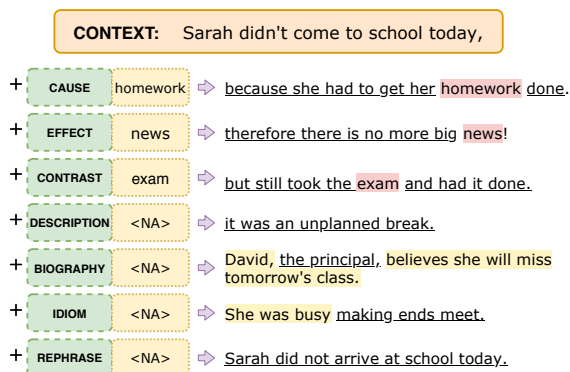 CONTEXT: Sarah didn't come to school today,
+ CAUSE homework because she had to get her homework done.
+ EFFECT news therefore there is no more big news!
+ CONTRAST exam but still took the exam and had it done.
+ DESCRIPTION <NA> it was an unplanned break.
+ BIOGRAPHY <NA> David, the principal, believes she will miss
tomorrow's class.
+ IDIOM <NA> She was busy making ends meet.
+ REPHRASE <NA> Sarah did not arrive at school today.